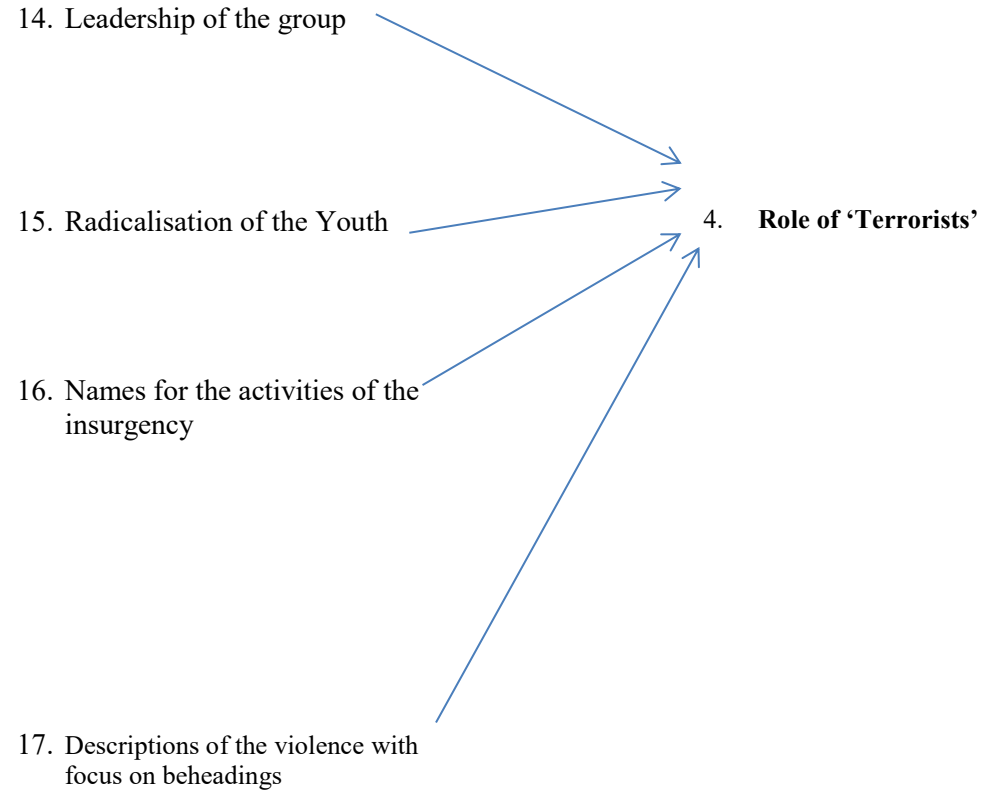 14. Leadership of the group
15. Radicalisation of the Youth
4. Role of ‘Terrorists’
16. Names for the activities of the
insurgency
17. Descriptions of the violence with
focus on beheadings